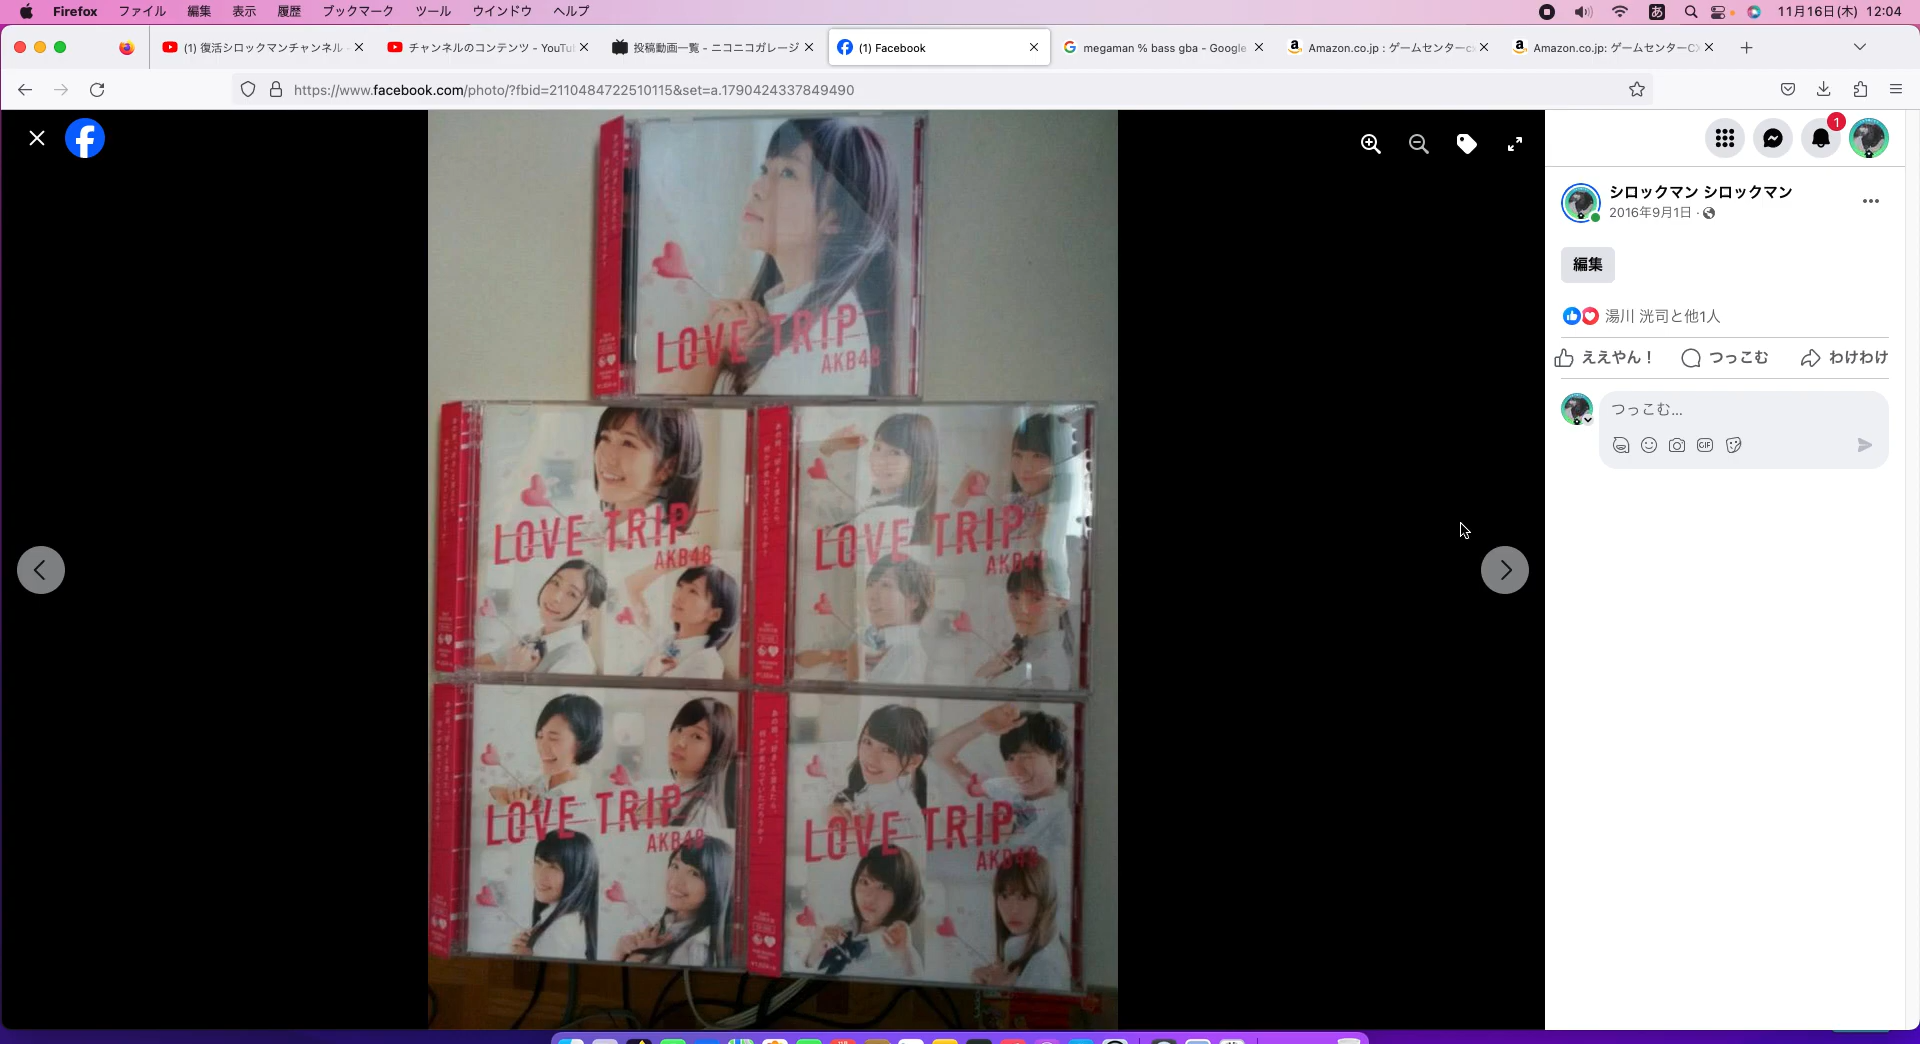 Firefox ファイル 編集 表示 履歴 ブックマーク ツール ウインドウ ヘルプ
あ 11月16日(木) 12:04
(1) 復活シロックマンチャンネル
チャンネルのコンテンツ - YouTu
投稿動画一覧 - ニコニコガレージ
(1) Facebook
megaman % bass gba - Google
Amazon.co.jp : ゲームセンターc
Amazon.co.jp: ゲームセンターC
https://www.facebook.com/photo/?fbid=2110484722510115&set=a.1790424337849490
1
シロックマン シロックマン
2016年9月1日
編集
湯川 洸司と他1人
ええやん！ つっこむ わけわけ
つっこむ...
GIF
LOVE TRIP
AKB48
LOVE TRIP
AKB48
LOVE TRIP
AKB48
LOVE TRIP
AKB48
LOVE TRIP
AKB48